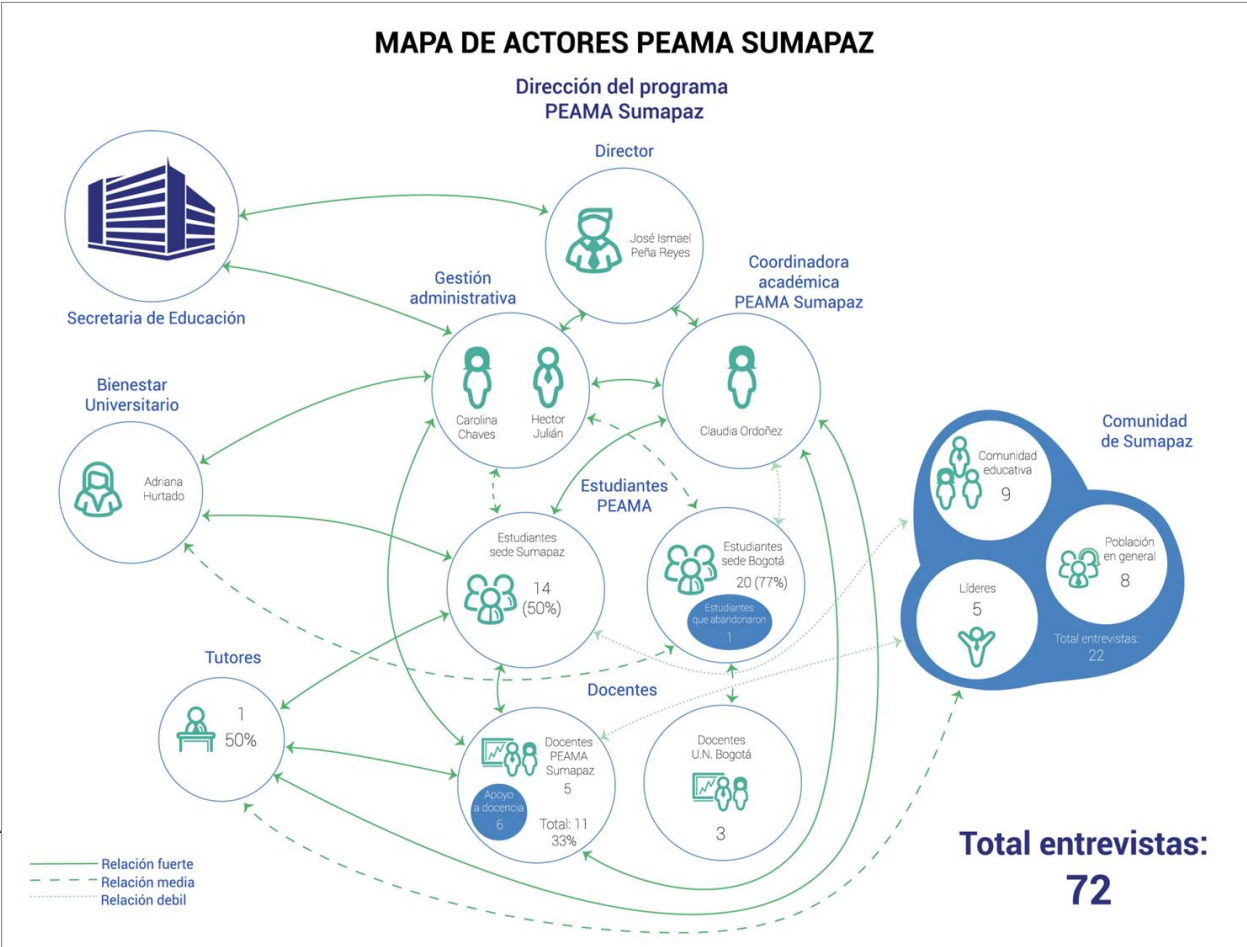 MAPA DE ACTORES PEAMA SUMAPAZ
Dirección del programa
PEAMA Sumapaz
Director
José Ismael
Peña Reyes
Secretaria de Educación
Gestión
administrativa
Carolina
Chaves
Hector
Julián
Coordinadora
académica
PEAMA Sumapaz
Claudia Ordoñez
Bienestar
Universitario
Adriana
Hurtado
Estudiantes
PEAMA
Estudiantes
sede Sumapaz
14
(50%)
Estudiantes
sede Bogotá
20 (77%)
Estudiantes
que abandonaron
1
Comunidad
de Sumapaz
Comunidad
educativa
9
Población
en general
8
Líderes
5
Total entrevistas:
22
Tutores
1
50%
Docentes
Docentes
PEAMA
Sumapaz
5
Apoyo
a docencia
6
Total: 11
33%
Docentes
U.N. Bogotá
3
Relación fuerte
Relación media
Relación debil
Total entrevistas:
72